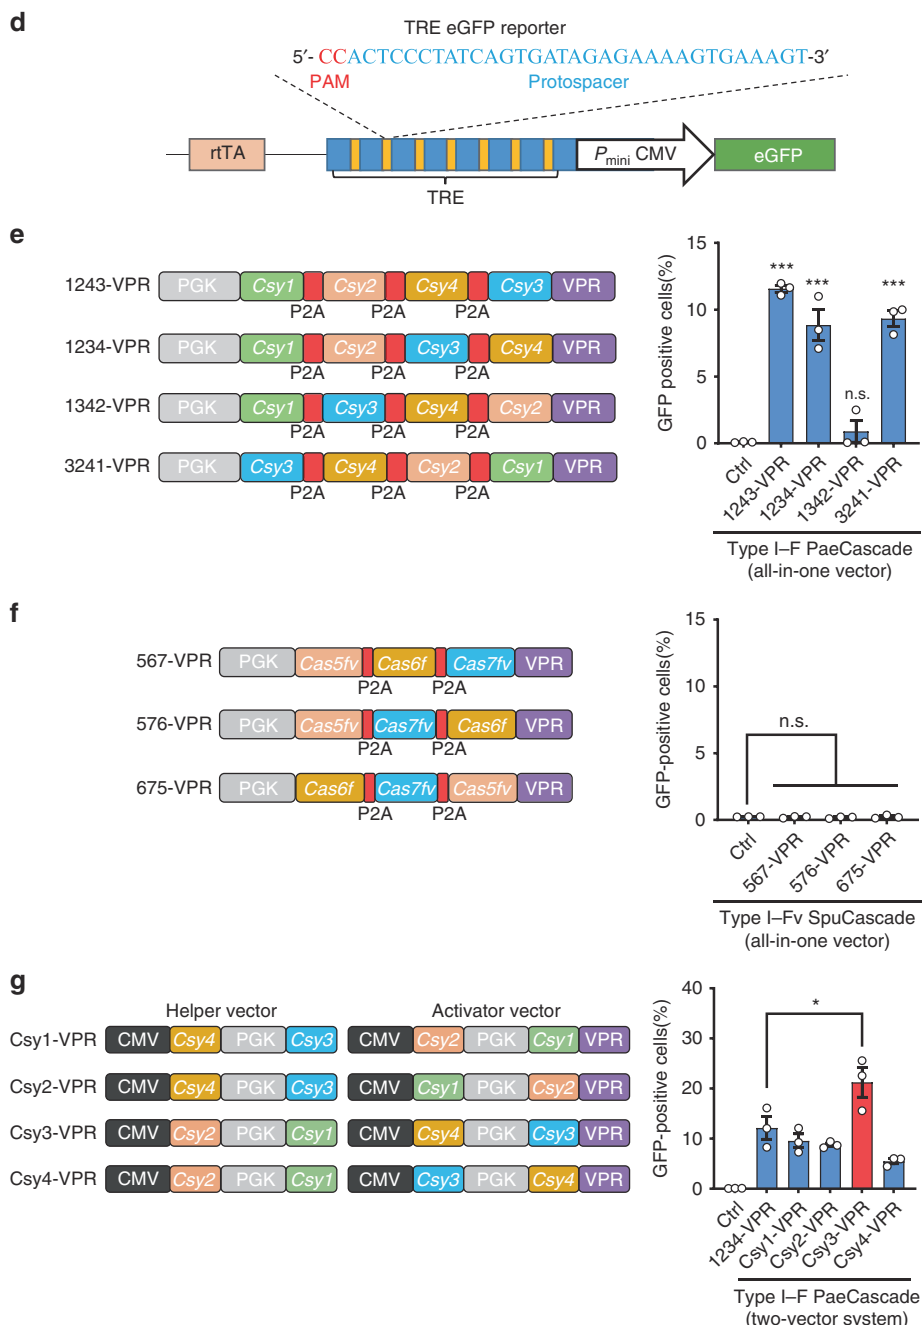 d
TRE eGFP reporter
5′- CCACTCCCTATCAGTGATAGAGAAAAGTGAAAGT-3′
PAM Protospacer
rtTA Pmini CMV eGFP
TRE
e
1243-VPR PGK Csy1 Csy2 Csy4 Csy3 VPR
P2A P2A P2A
1234-VPR PGK Csy1 Csy2 Csy3 Csy4 VPR
P2A P2A P2A
1342-VPR PGK Csy1 Csy3 Csy4 Csy2 VPR
P2A P2A P2A
3241-VPR PGK Csy3 Csy4 Csy2 Csy1 VPR
P2A P2A P2A
GFP positive cells(%)
15
10
5
0
*** *** n.s. ***
Ctrl 1243-VPR 1234-VPR 1342-VPR 3241-VPR
Type I–F PaeCascade
(all-in-one vector)
f
567-VPR PGK Cas5fv Cas6f Cas7fv VPR
P2A P2A
576-VPR PGK Cas5fv Cas7fv Cas6f VPR
P2A P2A
675-VPR PGK Cas6f Cas7fv Cas5fv VPR
P2A P2A
GFP-positive cells(%)
15
10
5
0
n.s.
Ctrl 567-VPR 576-VPR 675-VPR
Type I–Fv SpuCascade
(all-in-one vector)
g
Helper vector Activator vector
Csy1-VPR CMV Csy4 PGK Csy3 CMV Csy2 PGK Csy1 VPR
Csy2-VPR CMV Csy4 PGK Csy3 CMV Csy1 PGK Csy2 VPR
Csy3-VPR CMV Csy2 PGK Csy1 CMV Csy4 PGK Csy3 VPR
Csy4-VPR CMV Csy2 PGK Csy1 CMV Csy3 PGK Csy4 VPR
GFP-positive cells(%)
40
30
20
10
0
*
Ctrl 1234-VPR Csy1-VPR Csy2-VPR Csy3-VPR Csy4-VPR
Type I–F PaeCascade
(two-vector system)